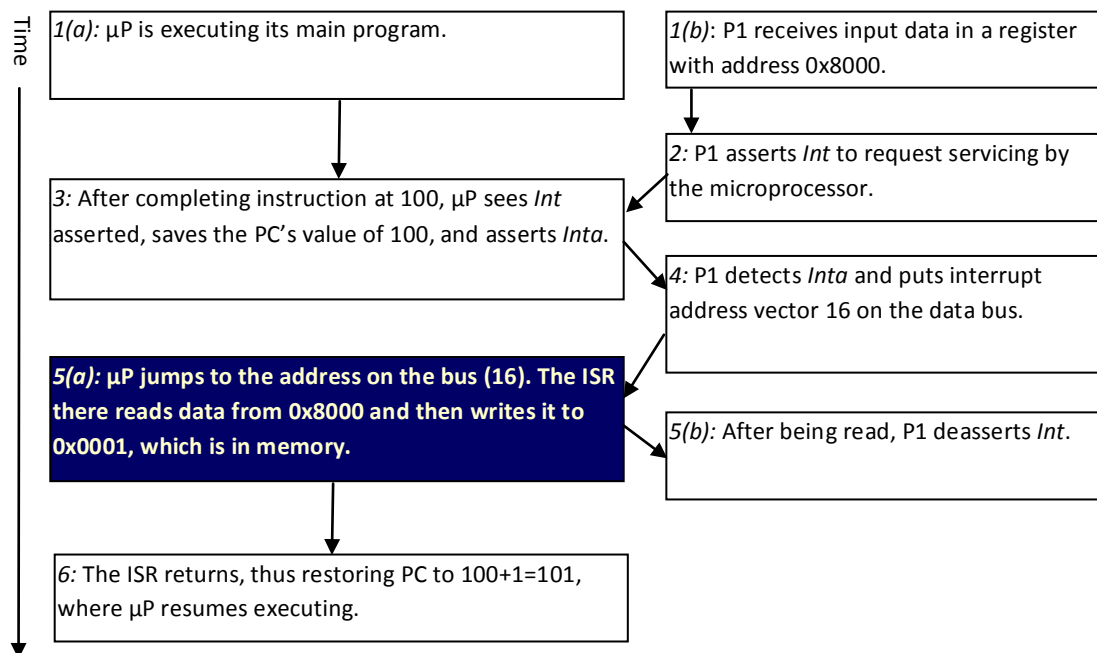 Time
1(a): μP is executing its main program.
1(b): P1 receives input data in a register
with address 0x8000.
2: P1 asserts Int to request servicing by
the microprocessor.
3: After completing instruction at 100, μP sees Int
asserted, saves the PC’s value of 100, and asserts Inta.
4: P1 detects Inta and puts interrupt
address vector 16 on the data bus.
5(a): μP jumps to the address on the bus (16). The ISR
there reads data from 0x8000 and then writes it to
0x0001, which is in memory.
5(b): After being read, P1 deasserts Int.
6: The ISR returns, thus restoring PC to 100+1=101,
where μP resumes executing.